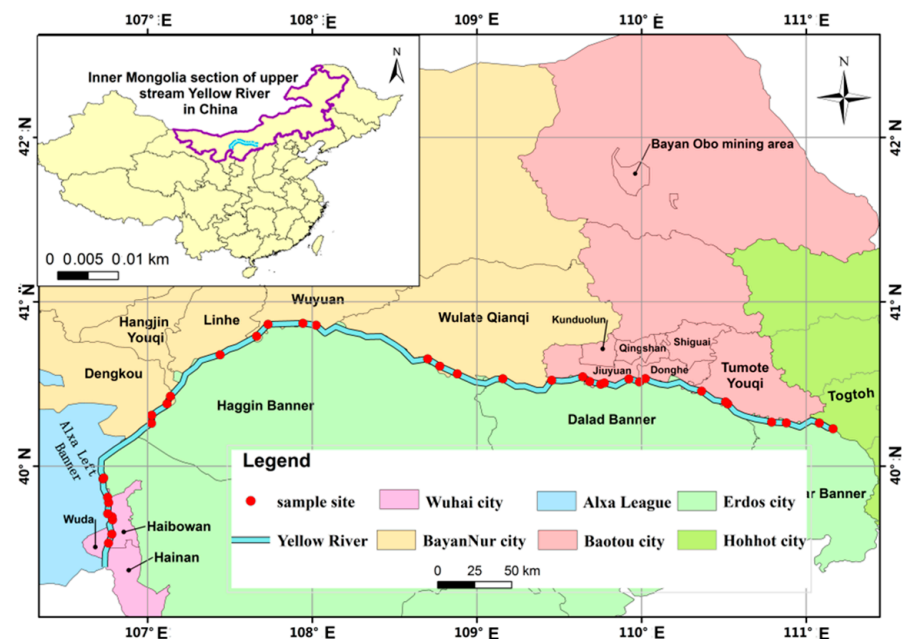 107° E
108° E
109° E
110° E
111° E
Inner Mongolia section of upper
stream Yellow River
in China
N
0 0.005 0.01 km
N
42° N
Bayan Obo mining area
41° N
Wuyuan
Hangjin
Youqi
Linhe
Wulate Qianqi
Kunduolun
Qingshan
Shiguai
Dengkou
Jiuyuan
Donghe
Tumote
Youqi
Togtoh
Haggin Banner
Dalad Banner
Alxa Left
Banner
40° N
ar Banner
Wuda
Haibowan
Hainan
Legend
sample site
Wuhai city
Alxa League
Erdos city
Yellow River
BayanNur city
Baotou city
Hohhot city
0 25 50 km
107° E
108° E
109° E
110° E
111° E